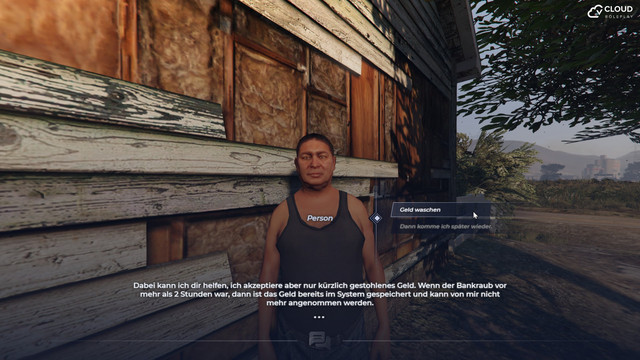 CLOUD
ROLEPLAY
Person
Geld waschen
Dann komme ich später wieder.
Dabei kann ich dir helfen, ich akzeptiere aber nur kürzlich gestohlenes Geld. Wenn der Bankraub vor
mehr als 2 Stunden war, dann ist das Geld bereits im System gespeichert und kann von mir nicht
mehr angenommen werden.
...